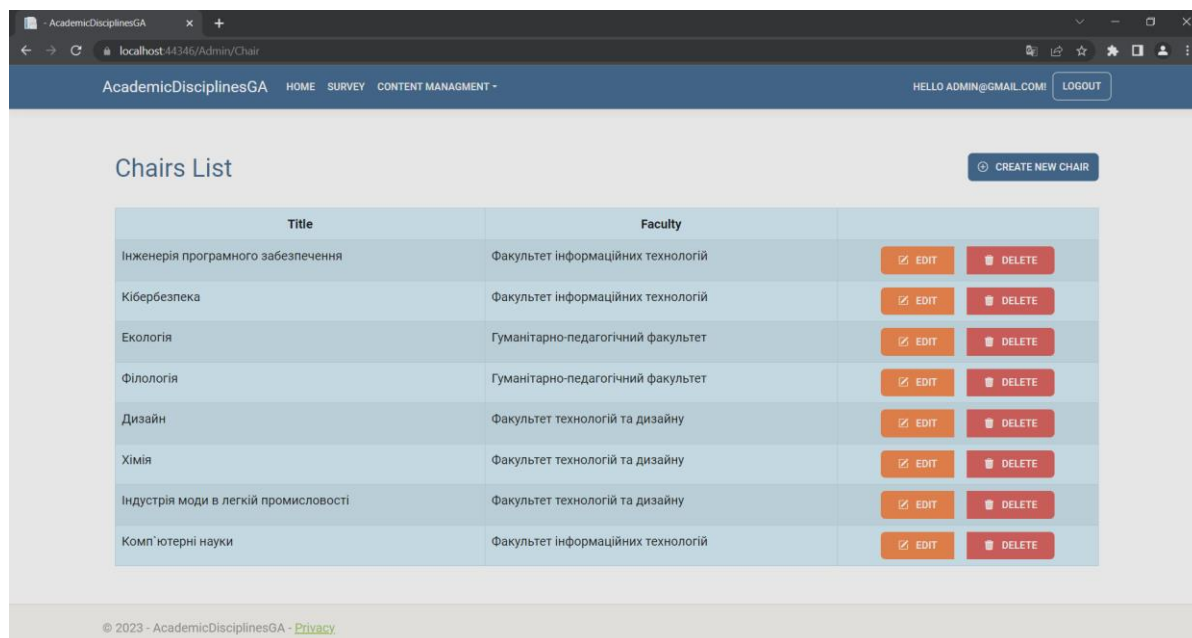 - AcademicDisciplinesGA
localhost:44346/Admin/Chair
AcademicDisciplinesGA HOME SURVEY CONTENT MANAGMENT HELLO ADMIN@GMAIL.COM! LOGOUT
Chairs List CREATE NEW CHAIR
Title Faculty
Інженерія програмного забезпечення Факультет інформаційних технологій EDIT DELETE
Кібербезпека Факультет інформаційних технологій EDIT DELETE
Екологія Гуманітарно-педагогічний факультет EDIT DELETE
Філологія Гуманітарно-педагогічний факультет EDIT DELETE
Дизайн Факультет технологій та дизайну EDIT DELETE
Хімія Факультет технологій та дизайну EDIT DELETE
Індустрія моди в легкій промисловості Факультет технологій та дизайну EDIT DELETE
Комп`ютерні науки Факультет інформаційних технологій EDIT DELETE
© 2023 - AcademicDisciplinesGA - Privacy